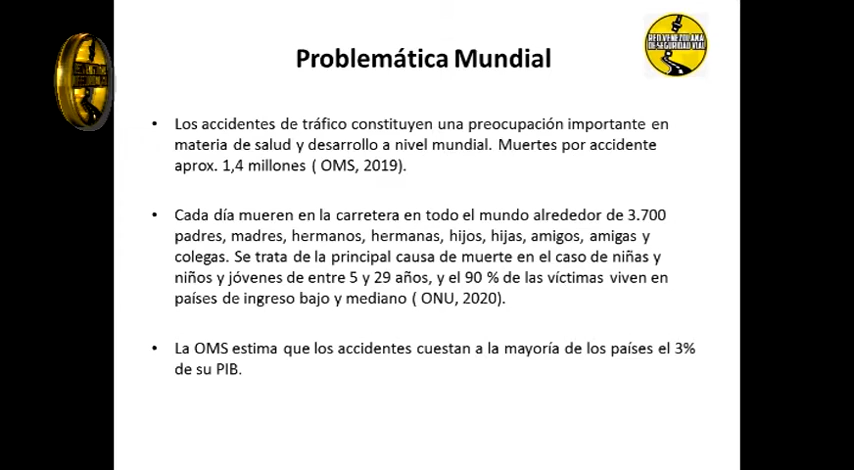 Problemática Mundial
RED VENEZOLANA
DE SEGURIDAD VIAL
• Los accidentes de tráfico constituyen una preocupación importante en
materia de salud y desarrollo a nivel mundial. Muertes por accidente
aprox. 1,4 millones ( OMS, 2019).
• Cada día mueren en la carretera en todo el mundo alrededor de 3.700
padres, madres, hermanos, hermanas, hijos, hijas, amigos, amigas y
colegas. Se trata de la principal causa de muerte en el caso de niñas y
niños y jóvenes de entre 5 y 29 años, y el 90 % de las víctimas viven en
países de ingreso bajo y mediano ( ONU, 2020).
• La OMS estima que los accidentes cuestan a la mayoría de los países el 3%
de su PIB.